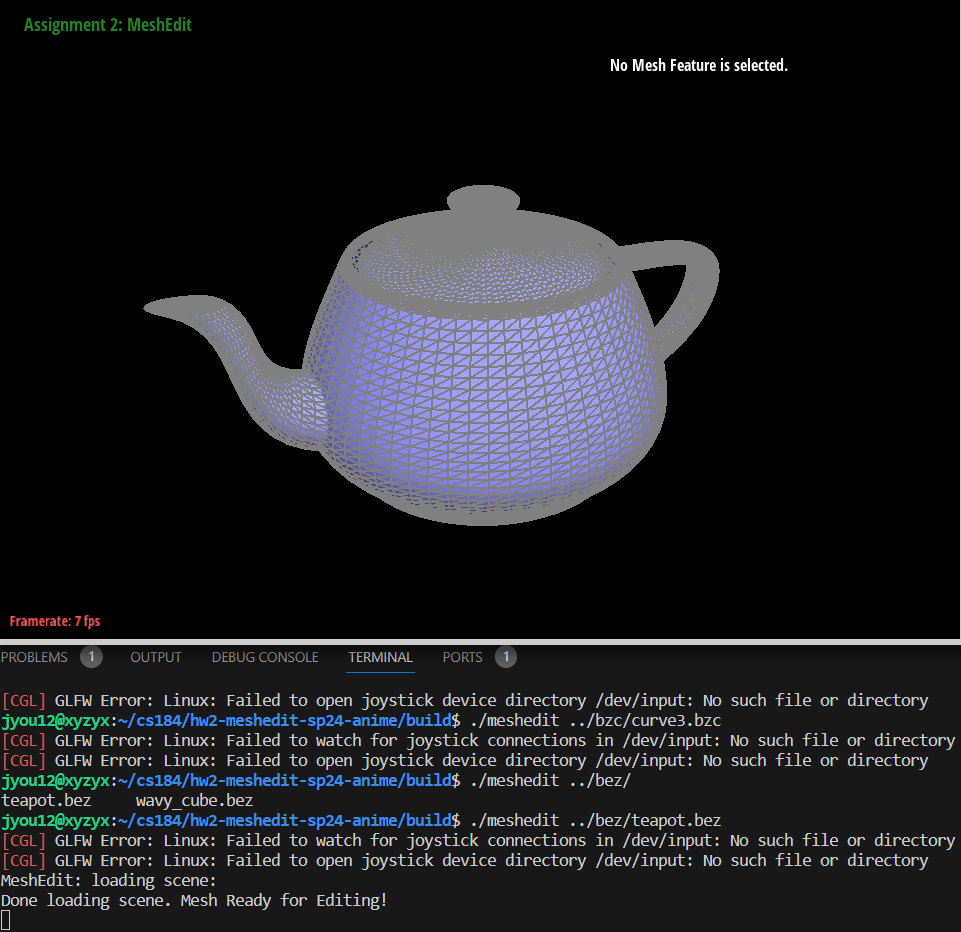 Assignment 2: MeshEdit
No Mesh Feature is selected.
Framerate: 7 fps
PROBLEMS 1 OUTPUT DEBUG CONSOLE TERMINAL PORTS 1
[CGL] GLFW Error: Linux: Failed to open joystick device directory /dev/input: No such file or directory
jyou12@xyzyx:~/cs184/hw2-meshedit-sp24-anime/build$ ./meshedit ../bzc/curve3.bzc
[CGL] GLFW Error: Linux: Failed to watch for joystick connections in /dev/input: No such file or directory
[CGL] GLFW Error: Linux: Failed to open joystick device directory /dev/input: No such file or directory
jyou12@xyzyx:~/cs184/hw2-meshedit-sp24-anime/build$ ./meshedit ../bez/
teapot.bez     wavy_cube.bez
jyou12@xyzyx:~/cs184/hw2-meshedit-sp24-anime/build$ ./meshedit ../bez/teapot.bez
[CGL] GLFW Error: Linux: Failed to watch for joystick connections in /dev/input: No such file or directory
[CGL] GLFW Error: Linux: Failed to open joystick device directory /dev/input: No such file or directory
MeshEdit: loading scene:
Done loading scene. Mesh Ready for Editing!